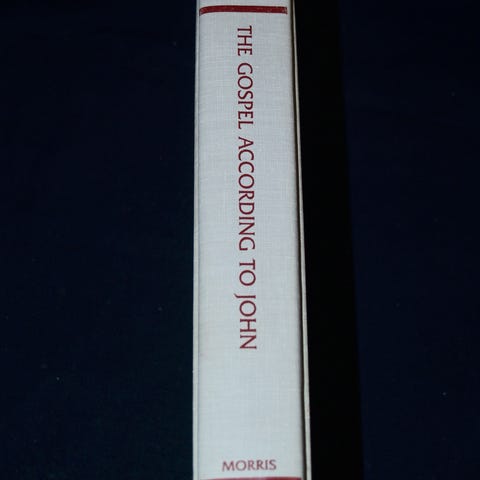 THE GOSPEL ACCORDING TO JOHN
MORRIS